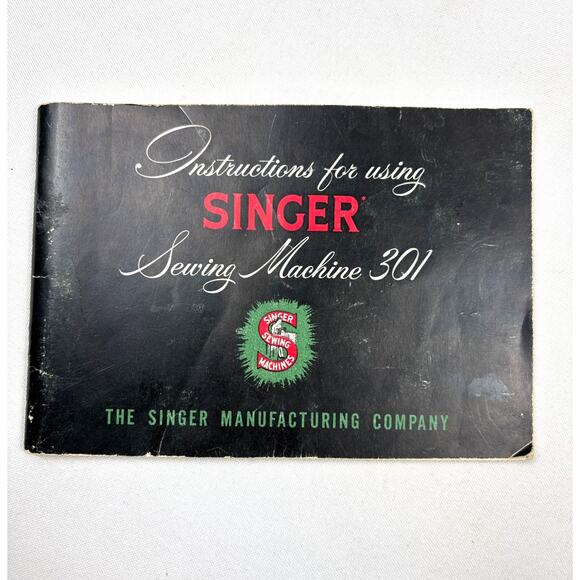 Instructions for using
SINGER
Sewing Machine 301
SINGER
SEWING
MACHINES
THE SINGER MANUFACTURING COMPANY